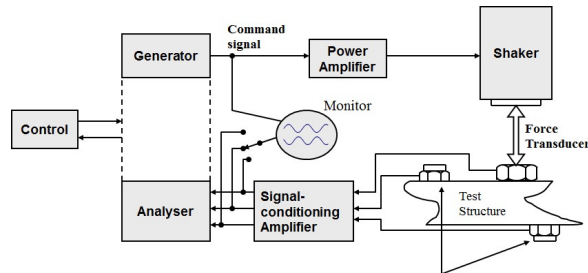 Command
signal
Generator
Power
Amplifier
Shaker
Monitor
Control
Force
Transducer
Analyser
Signal-
conditioning
Amplifier
Test
Structure